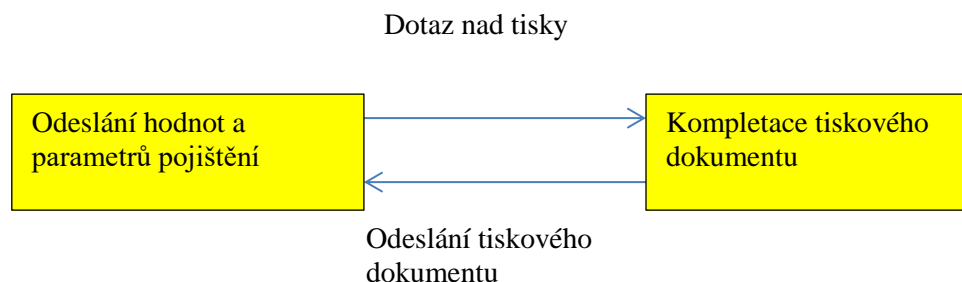 Dotaz nad tisky
Odeslání hodnot a
parametrů pojištění
Kompletace tiskového
dokumentu
Odeslání tiskového
dokumentu